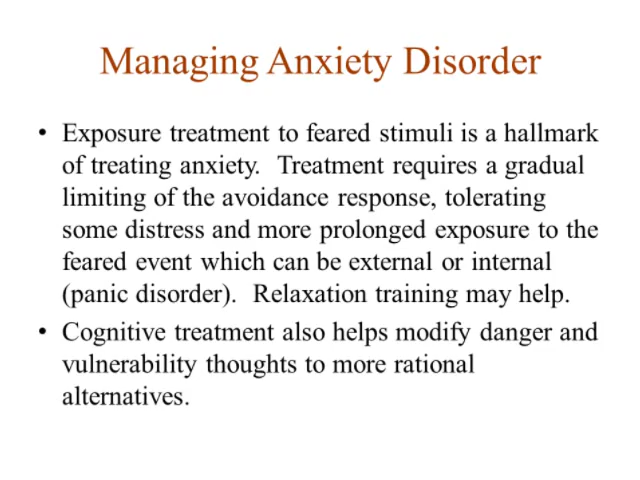 Managing Anxiety Disorder
• Exposure treatment to feared stimuli is a hallmark
of treating anxiety.  Treatment requires a gradual
limiting of the avoidance response, tolerating
some distress and more prolonged exposure to the
feared event which can be external or internal
(panic disorder).  Relaxation training may help.
• Cognitive treatment also helps modify danger and
vulnerability thoughts to more rational
alternatives.